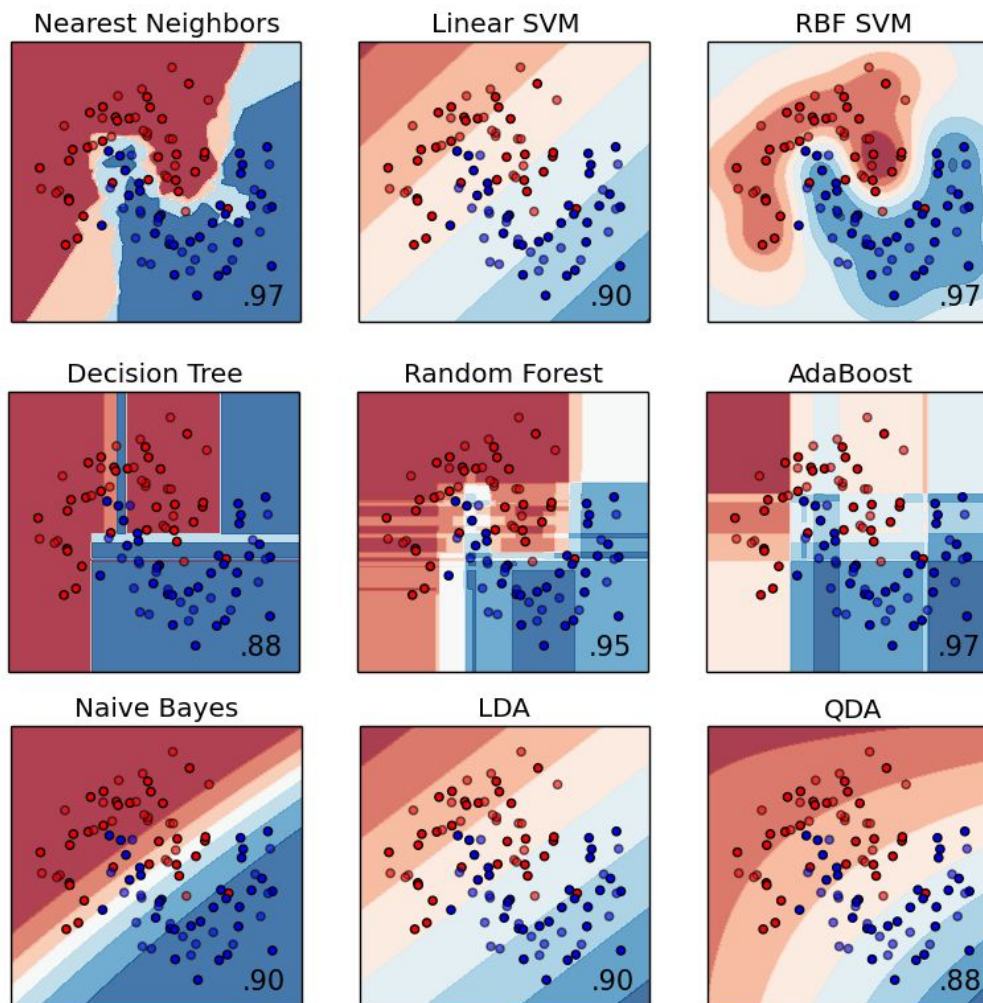 Nearest Neighbors
Linear SVM
RBF SVM
.97
.90
.97
Decision Tree
Random Forest
AdaBoost
.88
.95
.97
Naive Bayes
LDA
QDA
.90
.90
.88